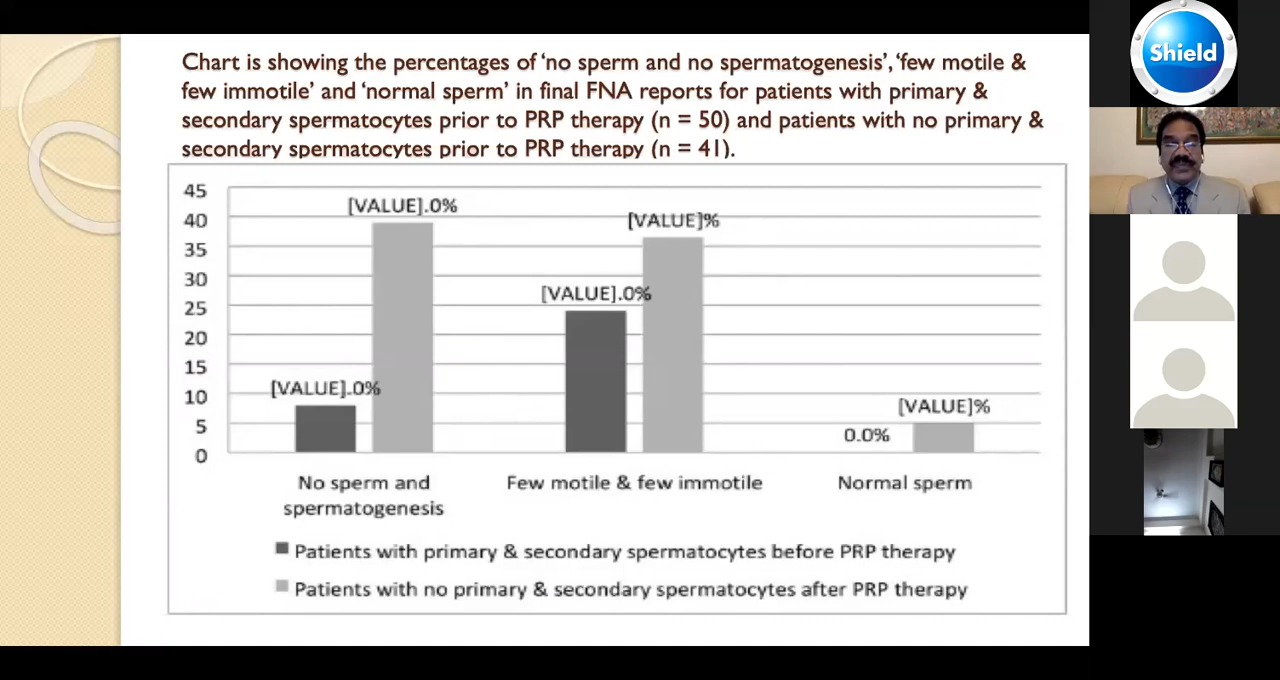 Chart is showing the percentages of ‘no sperm and no spermatogenesis’, ‘few motile &
few immotile’ and ‘normal sperm’ in final FNA reports for patients with primary &
secondary spermatocytes prior to PRP therapy (n = 50) and patients with no primary &
secondary spermatocytes prior to PRP therapy (n = 41).
Shield
45
40
35
30
25
20
15
10
5
0
[VALUE].0%
[VALUE].0%
[VALUE].0%
[VALUE]%
0.0%
[VALUE]%
No sperm and
spermatogenesis
Few motile & few immotile
Normal sperm
Patients with primary & secondary spermatocytes before PRP therapy
Patients with no primary & secondary spermatocytes after PRP therapy